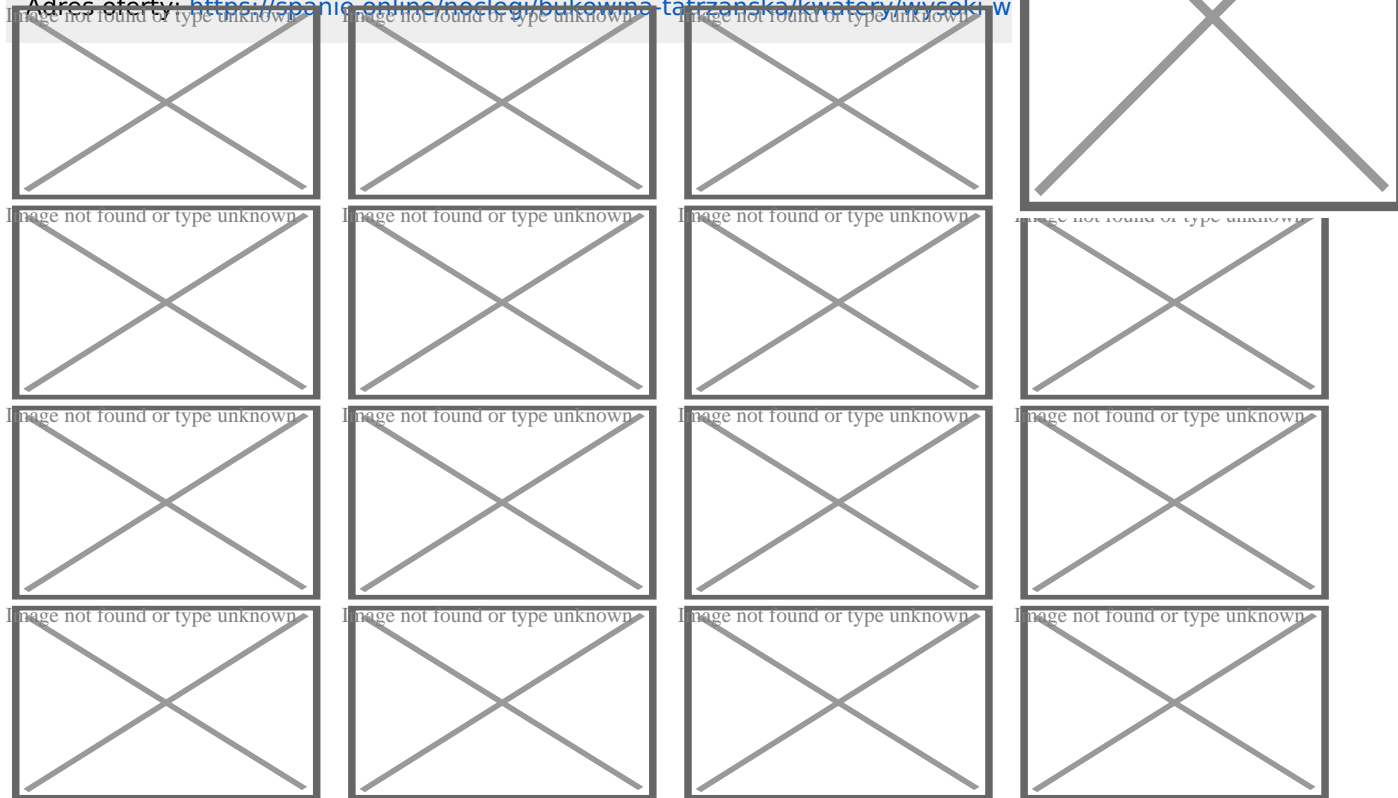 Adres oferty: https://spanie.online/noclegi/bukowina-tatrzanska/kwatery/wysoki-w
Image not found or type unknown Image not found or type unknown Image not found or type unknown
Image not found or type unknown Image not found or type unknown Image not found or type unknown Image not found or type unknown
Image not found or type unknown Image not found or type unknown Image not found or type unknown Image not found or type unknown
Image not found or type unknown Image not found or type unknown Image not found or type unknown Image not found or type unknown